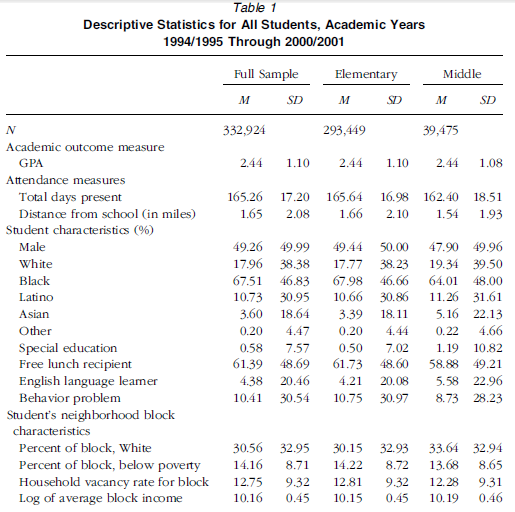 Table 1
Descriptive Statistics for All Students, Academic Years
1994/1995 Through 2000/2001
Full Sample Elementary Middle
M SD M SD M SD
N 332,924 293,449 39,475
Academic outcome measure
GPA 2.44 1.10 2.44 1.10 2.44 1.08
Attendance measures
Total days present 165.26 17.20 165.64 16.98 162.40 18.51
Distance from school (in miles) 1.65 2.08 1.66 2.10 1.54 1.93
Student characteristics (%)
Male 49.26 49.99 49.44 50.00 47.90 49.96
White 17.96 38.38 17.77 38.23 19.34 39.50
Black 67.51 46.83 67.98 46.66 64.01 48.00
Latino 10.73 30.95 10.66 30.86 11.26 31.61
Asian 3.60 18.64 3.39 18.11 5.16 22.13
Other 0.20 4.47 0.20 4.44 0.22 4.66
Special education 0.58 7.57 0.50 7.02 1.19 10.82
Free lunch recipient 61.39 48.69 61.73 48.60 58.88 49.21
English language learner 4.38 20.46 4.21 20.08 5.58 22.96
Behavior problem 10.41 30.54 10.75 30.97 8.73 28.23
Student's neighborhood block
characteristics
Percent of block, White 30.56 32.95 30.15 32.93 33.64 32.94
Percent of block, below poverty 14.16 8.71 14.22 8.72 13.68 8.65
Household vacancy rate for block 12.75 9.32 12.81 9.32 12.28 9.31
Log of average block income 10.16 0.45 10.15 0.45 10.19 0.46